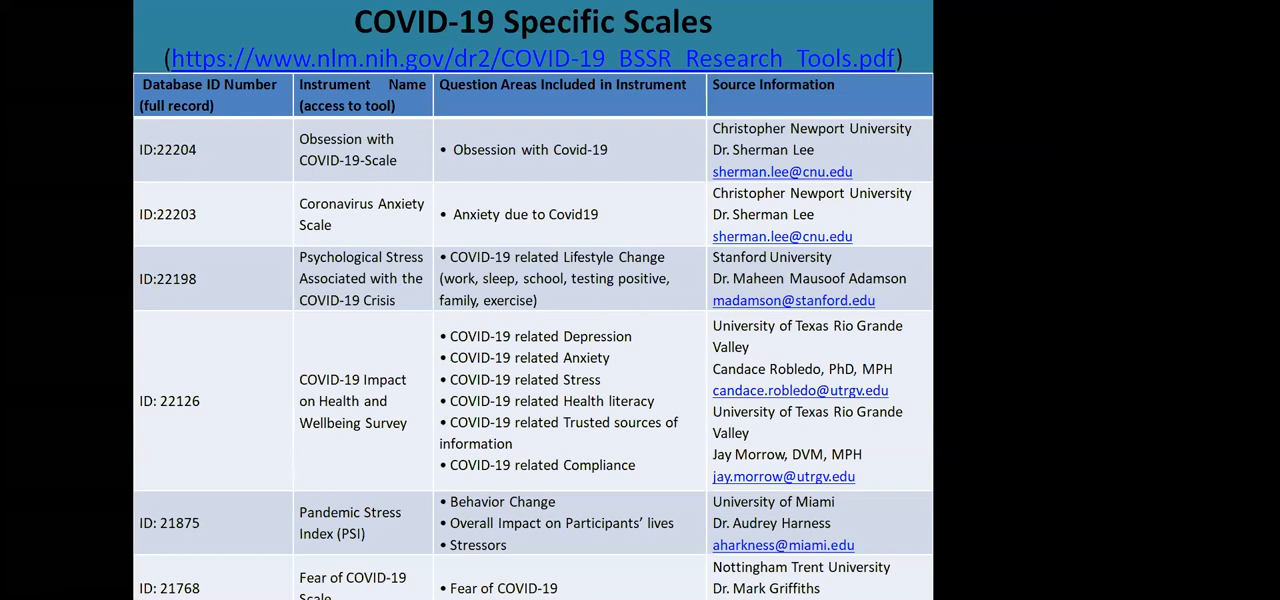 COVID-19 Specific Scales
(https://www.nlm.nih.gov/dr2/COVID-19_BSSR_Research_Tools.pdf)
Database ID Number
(full record)
Instrument Name
(access to tool)
Question Areas Included in Instrument
Source Information
ID:22204
Obsession with
COVID-19-Scale
• Obsession with Covid-19
Christopher Newport University
Dr. Sherman Lee
sherman.lee@cnu.edu
ID:22203
Coronavirus Anxiety
Scale
• Anxiety due to Covid19
Christopher Newport University
Dr. Sherman Lee
sherman.lee@cnu.edu
ID:22198
Psychological Stress
Associated with the
COVID-19 Crisis
• COVID-19 related Lifestyle Change
(work, sleep, school, testing positive,
family, exercise)
Stanford University
Dr. Maheen Mausoof Adamson
madamson@stanford.edu
ID: 22126
COVID-19 Impact
on Health and
Wellbeing Survey
• COVID-19 related Depression
• COVID-19 related Anxiety
• COVID-19 related Stress
• COVID-19 related Health literacy
• COVID-19 related Trusted sources of
information
• COVID-19 related Compliance
University of Texas Rio Grande
Valley
Candace Robledo, PhD, MPH
candace.robledo@utrgv.edu
University of Texas Rio Grande
Valley
Jay Morrow, DVM, MPH
jay.morrow@utrgv.edu
ID: 21875
Pandemic Stress
Index (PSI)
• Behavior Change
• Overall Impact on Participants' lives
• Stressors
University of Miami
Dr. Audrey Harness
aharkness@miami.edu
ID: 21768
Fear of COVID-19
Scale
• Fear of COVID-19
Nottingham Trent University
Dr. Mark Griffiths